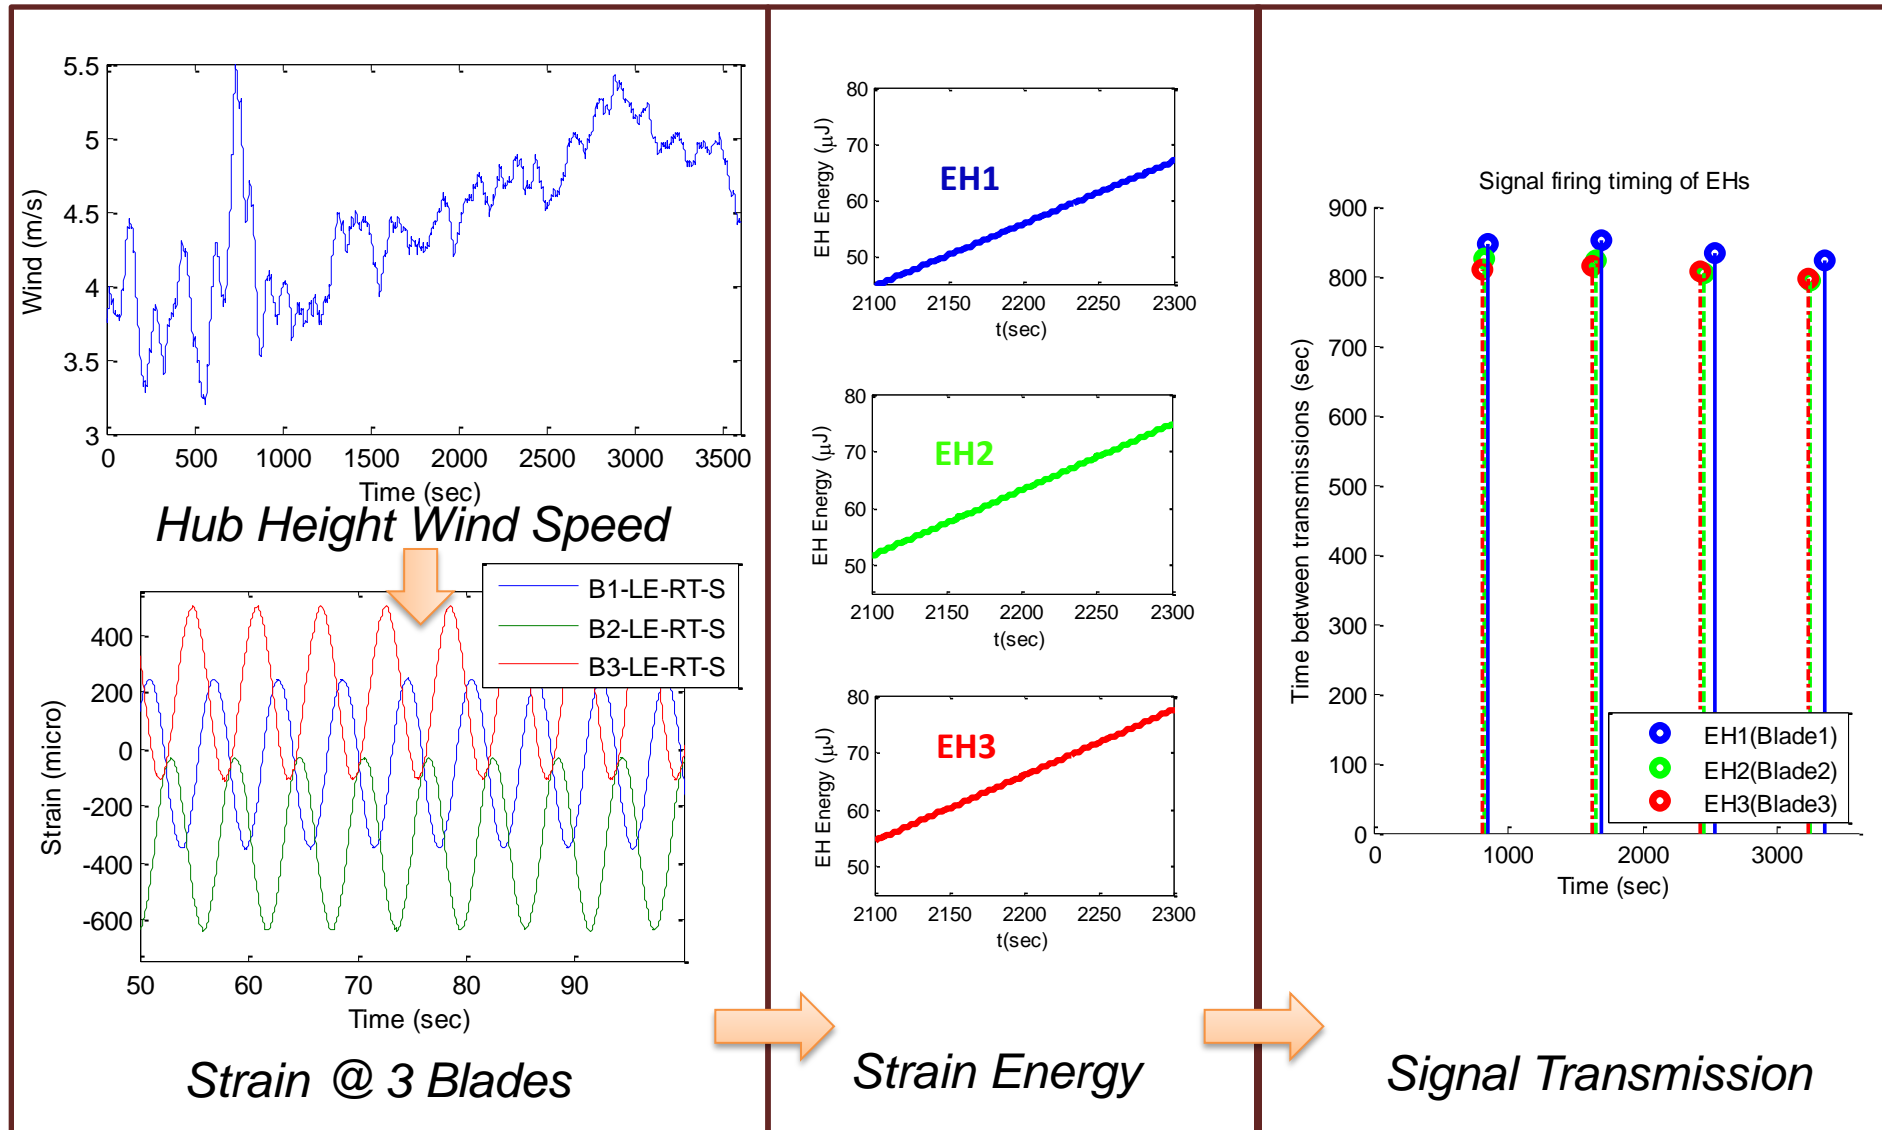 5.5
5
4.5
4
3.5
3
Wind (m/s)
0 500 1000 1500 2000 2500 3000 3500
Time (sec)
Hub Height Wind Speed
B1-LE-RT-S
B2-LE-RT-S
B3-LE-RT-S
400
200
0
-200
-400
-600
Strain (micro)
50 60 70 80 90
Time (sec)
Strain @ 3 Blades
80
70
60
50
EH Energy (μJ)
EH1
2100 2150 2200 2250 2300
t(sec)
80
70
60
50
EH Energy (μJ)
EH2
2100 2150 2200 2250 2300
t(sec)
80
70
60
50
EH Energy (μJ)
EH3
2100 2150 2200 2250 2300
t(sec)
Strain Energy
Signal firing timing of EHs
900
800
700
600
500
400
300
200
100
0
Time between transmissions (sec)
EH1(Blade1)
EH2(Blade2)
EH3(Blade3)
0 1000 2000 3000
Time (sec)
Signal Transmission